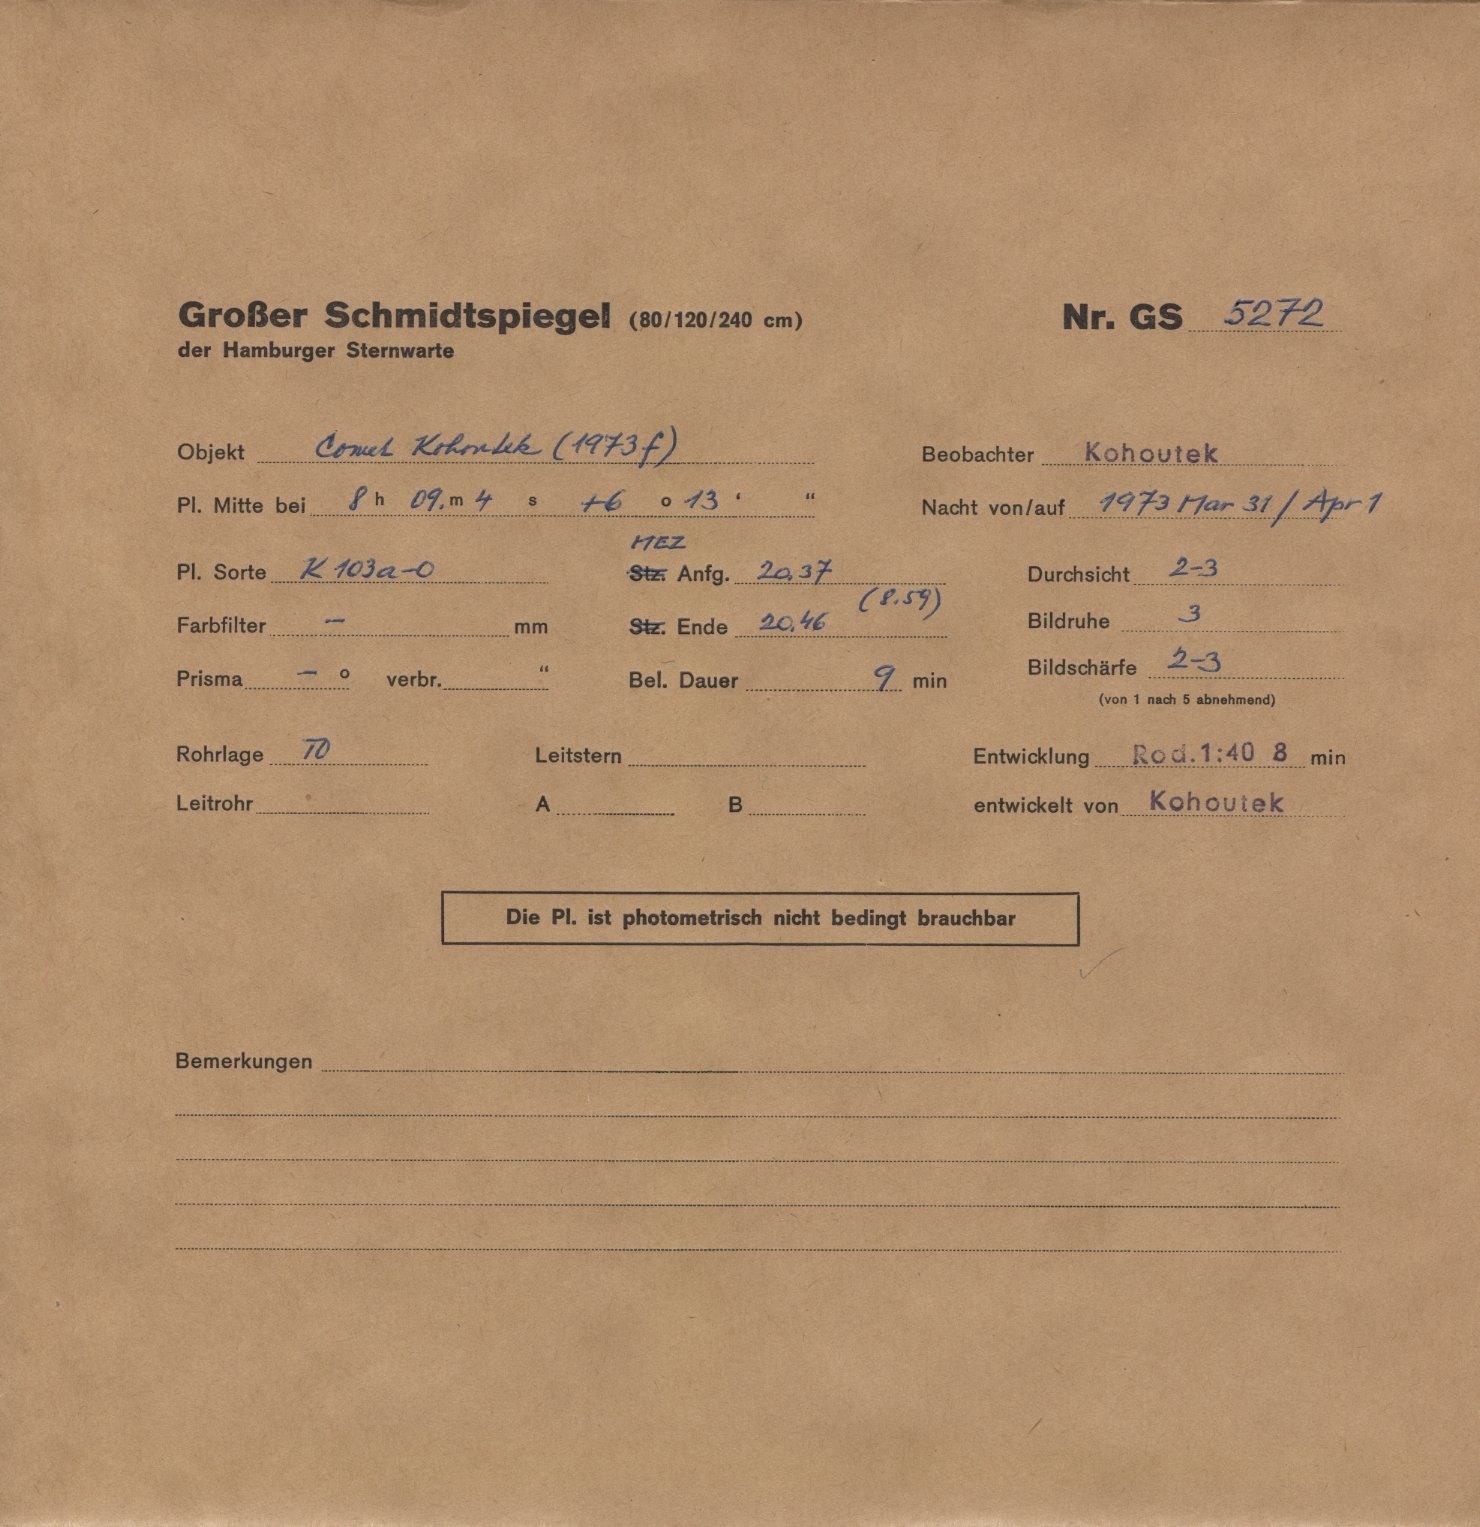 Großer Schmidtspiegel (80/120/240 cm) Nr. GS 5272
der Hamburger Sternwarte
Objekt Comet Kohoutek (1973f) Beobachter Kohoutek
Pl. Mitte bei 8 h 09. m 4 s +6 o 13 ‘ “ Nacht von/auf 1973 Mar 31 / Apr 1
MEZ
Pl. Sorte K 103a-O Stz. Anfg. 20.37 Durchsicht 2-3
(8.59)
Farbfilter — mm Stz. Ende 20.46 Bildruhe 3
Prisma — o verbr. “ Bel. Dauer 9 min Bildschärfe 2-3
(von 1 nach 5 abnehmend)
Rohrlage TO Leitstern Entwicklung Rod.1:40 8 min
Leitrohr A B entwickelt von Kohoutek
Die Pl. ist photometrisch nicht bedingt brauchbar
Bemerkungen